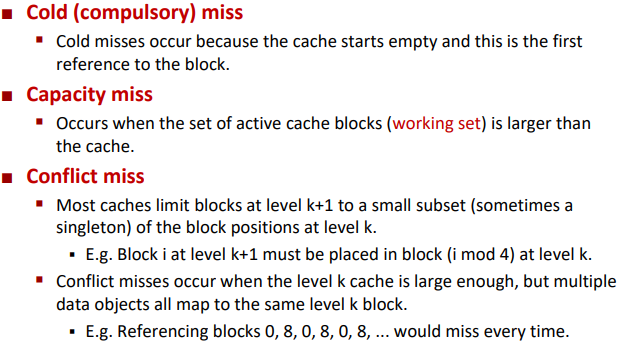 Cold (compulsory) miss
Cold misses occur because the cache starts empty and this is the first
reference to the block.
Capacity miss
Occurs when the set of active cache blocks (working set) is larger than
the cache.
Conflict miss
Most caches limit blocks at level k+1 to a small subset (sometimes a
singleton) of the block positions at level k.
E.g. Block i at level k+1 must be placed in block (i mod 4) at level k.
Conflict misses occur when the level k cache is large enough, but multiple
data objects all map to the same level k block.
E.g. Referencing blocks 0, 8, 0, 8, 0, 8, ... would miss every time.